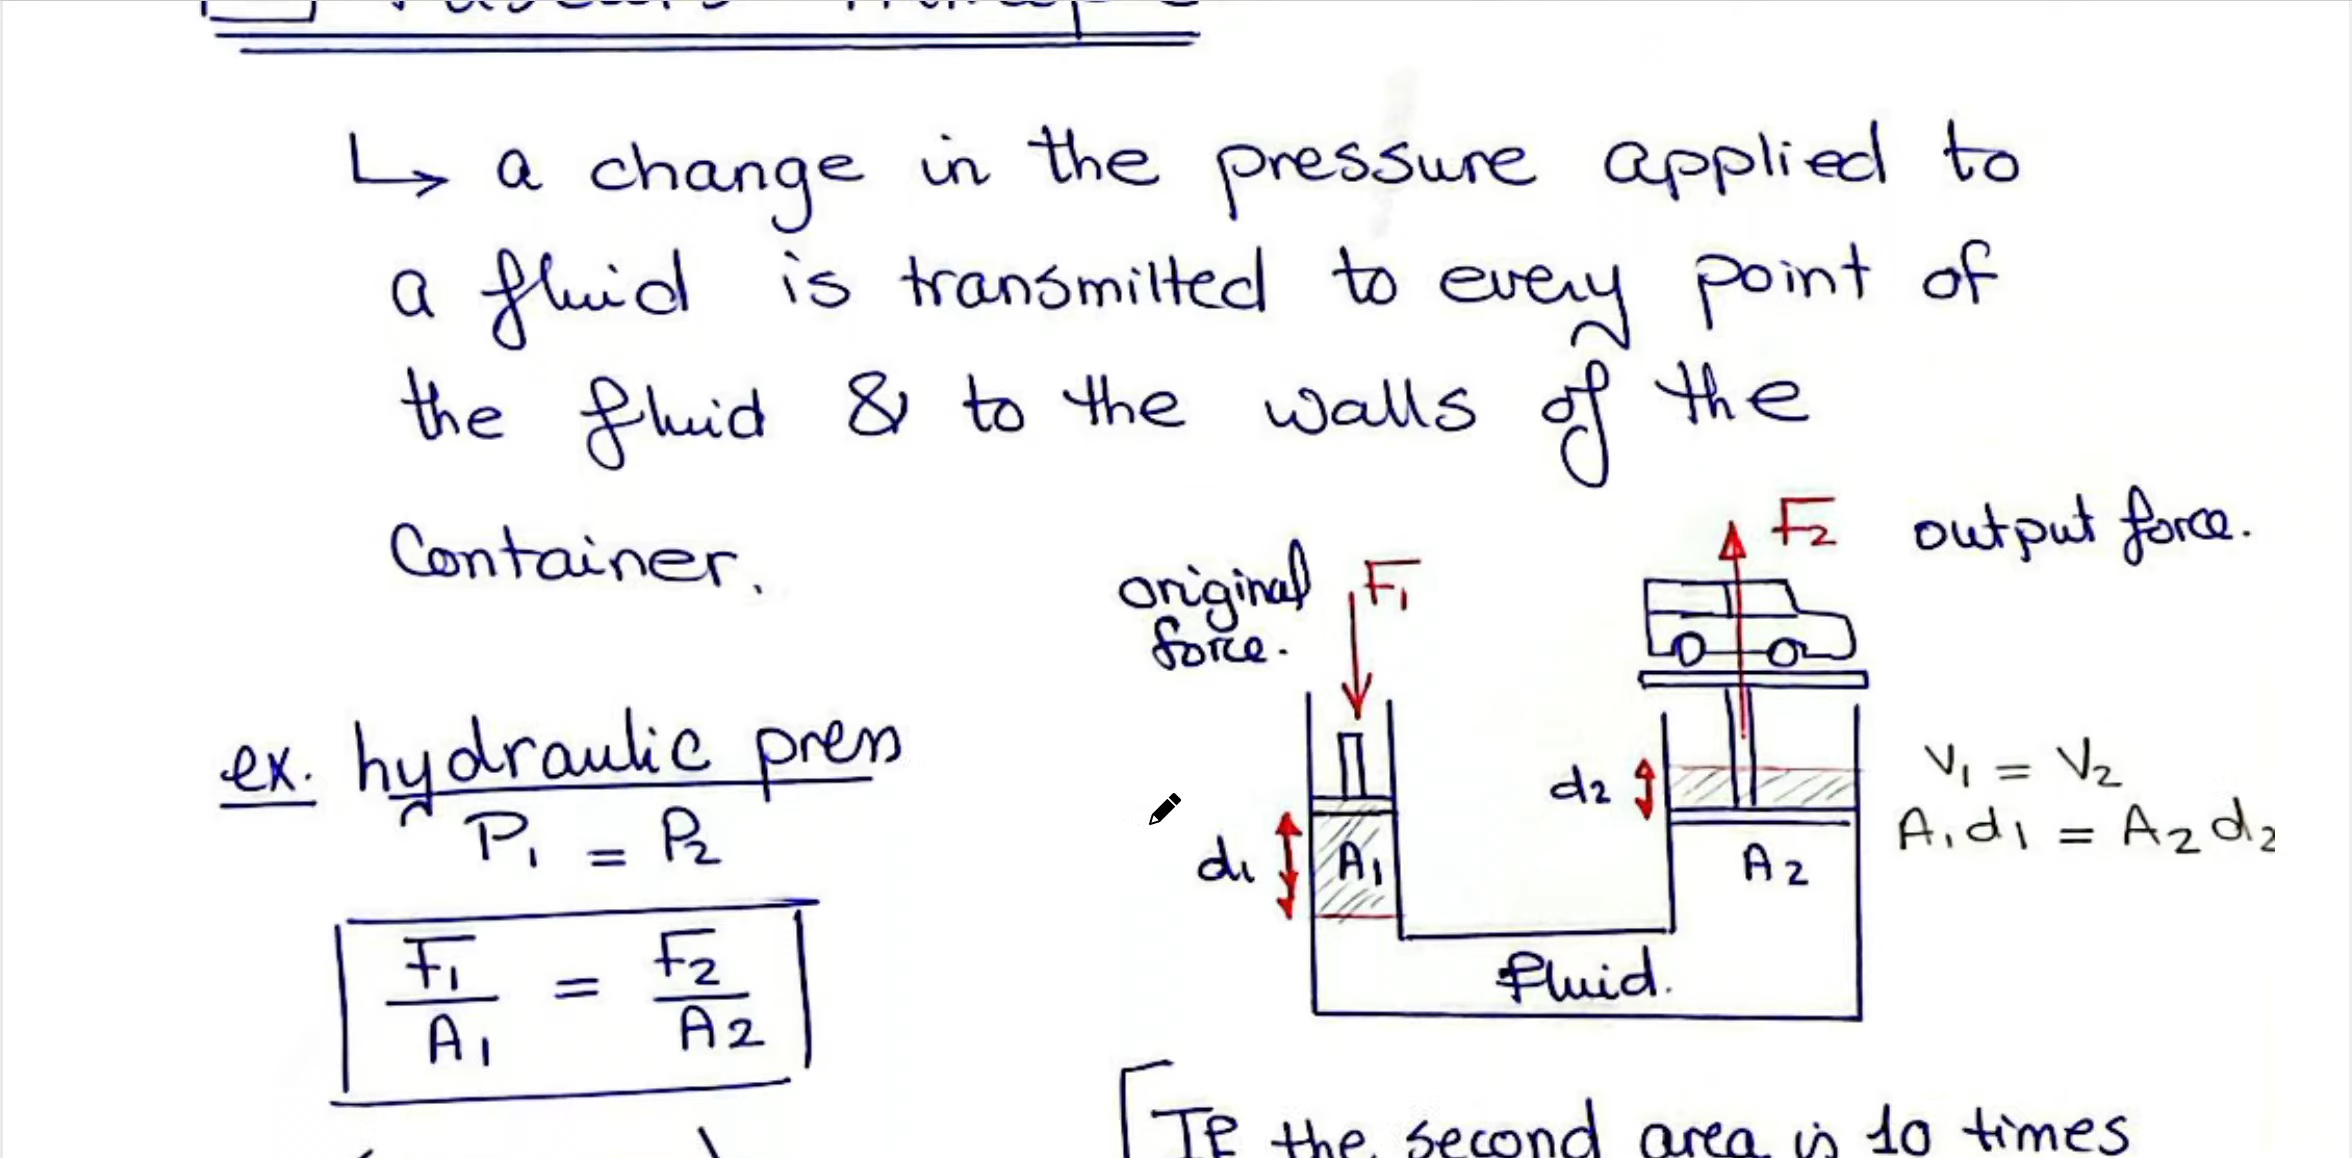 ↳ a change in the pressure applied to
a fluid is transmitted to every point of
the fluid & to the walls of the
Container.
original
force.
F₁
F₂
output force.
ex. hydraulic press
P₁ = P₂
F₁/A₁ = F₂/A₂
d₁
A₁
d₂
A₂
V₁ = V₂
A₁d₁ = A₂d₂
fluid.
If the second area is 10 times